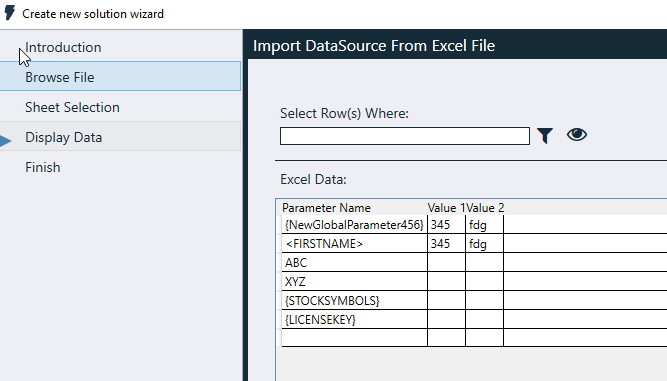 Create new solution wizard
Introduction
Browse File
Sheet Selection
Display Data
Finish
Import DataSource From Excel File
Select Row(s) Where:
Excel Data:
Parameter Name Value 1 Value 2
{NewGlobalParameter456} 345 fdg
<FIRSTNAME> 345 fdg
ABC
XYZ
{STOCKSYMBOLS}
{LICENSEKEY}